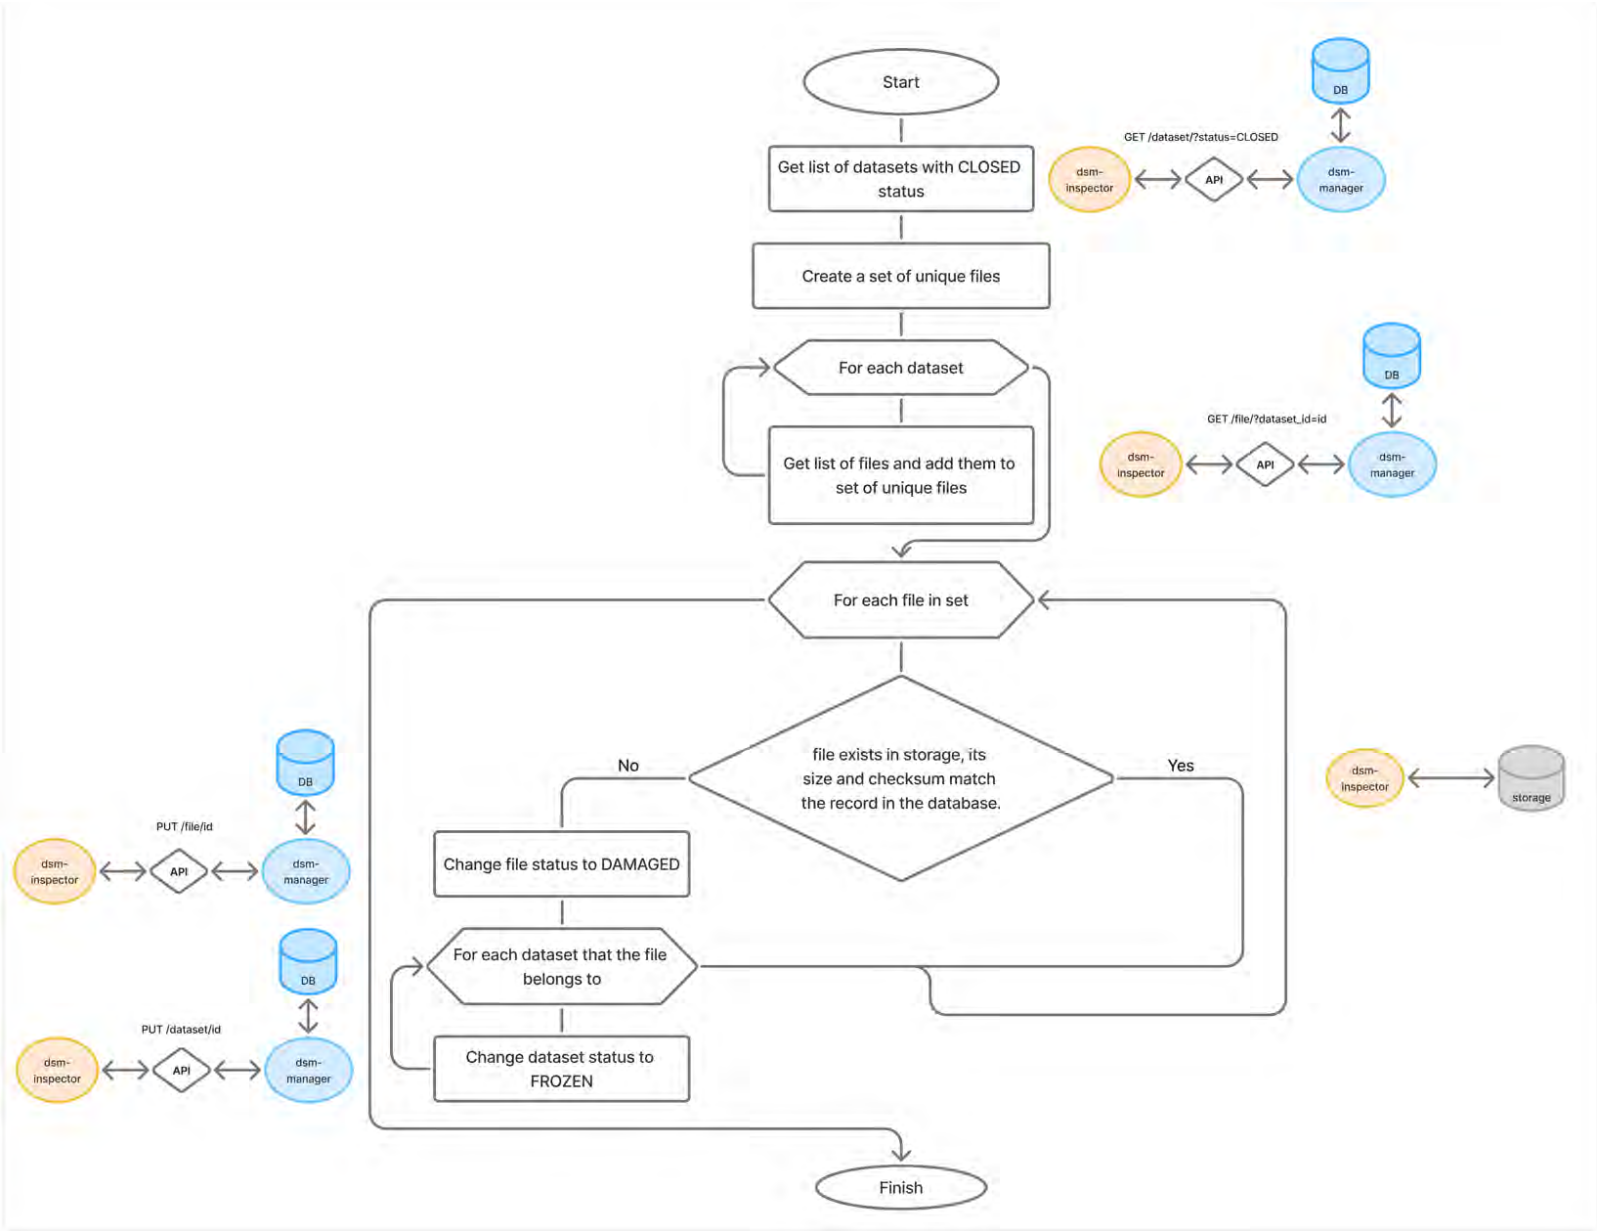 Start
DB
GET /dataset/?status=CLOSED
Get list of datasets with CLOSED
status
dsm-
inspector
API
dsm-
manager
Create a set of unique files
For each dataset
DB
GET /file/?dataset_id=id
Get list of files and add them to
set of unique files
dsm-
inspector
API
dsm-
manager
For each file in set
file exists in storage, its
size and checksum match
the record in the database.
No
Yes
dsm-
inspector
storage
DB
PUT /file/id
dsm-
inspector
API
dsm-
manager
Change file status to DAMAGED
For each dataset that the file
belongs to
DB
PUT /dataset/id
dsm-
inspector
API
dsm-
manager
Change dataset status to
FROZEN
Finish